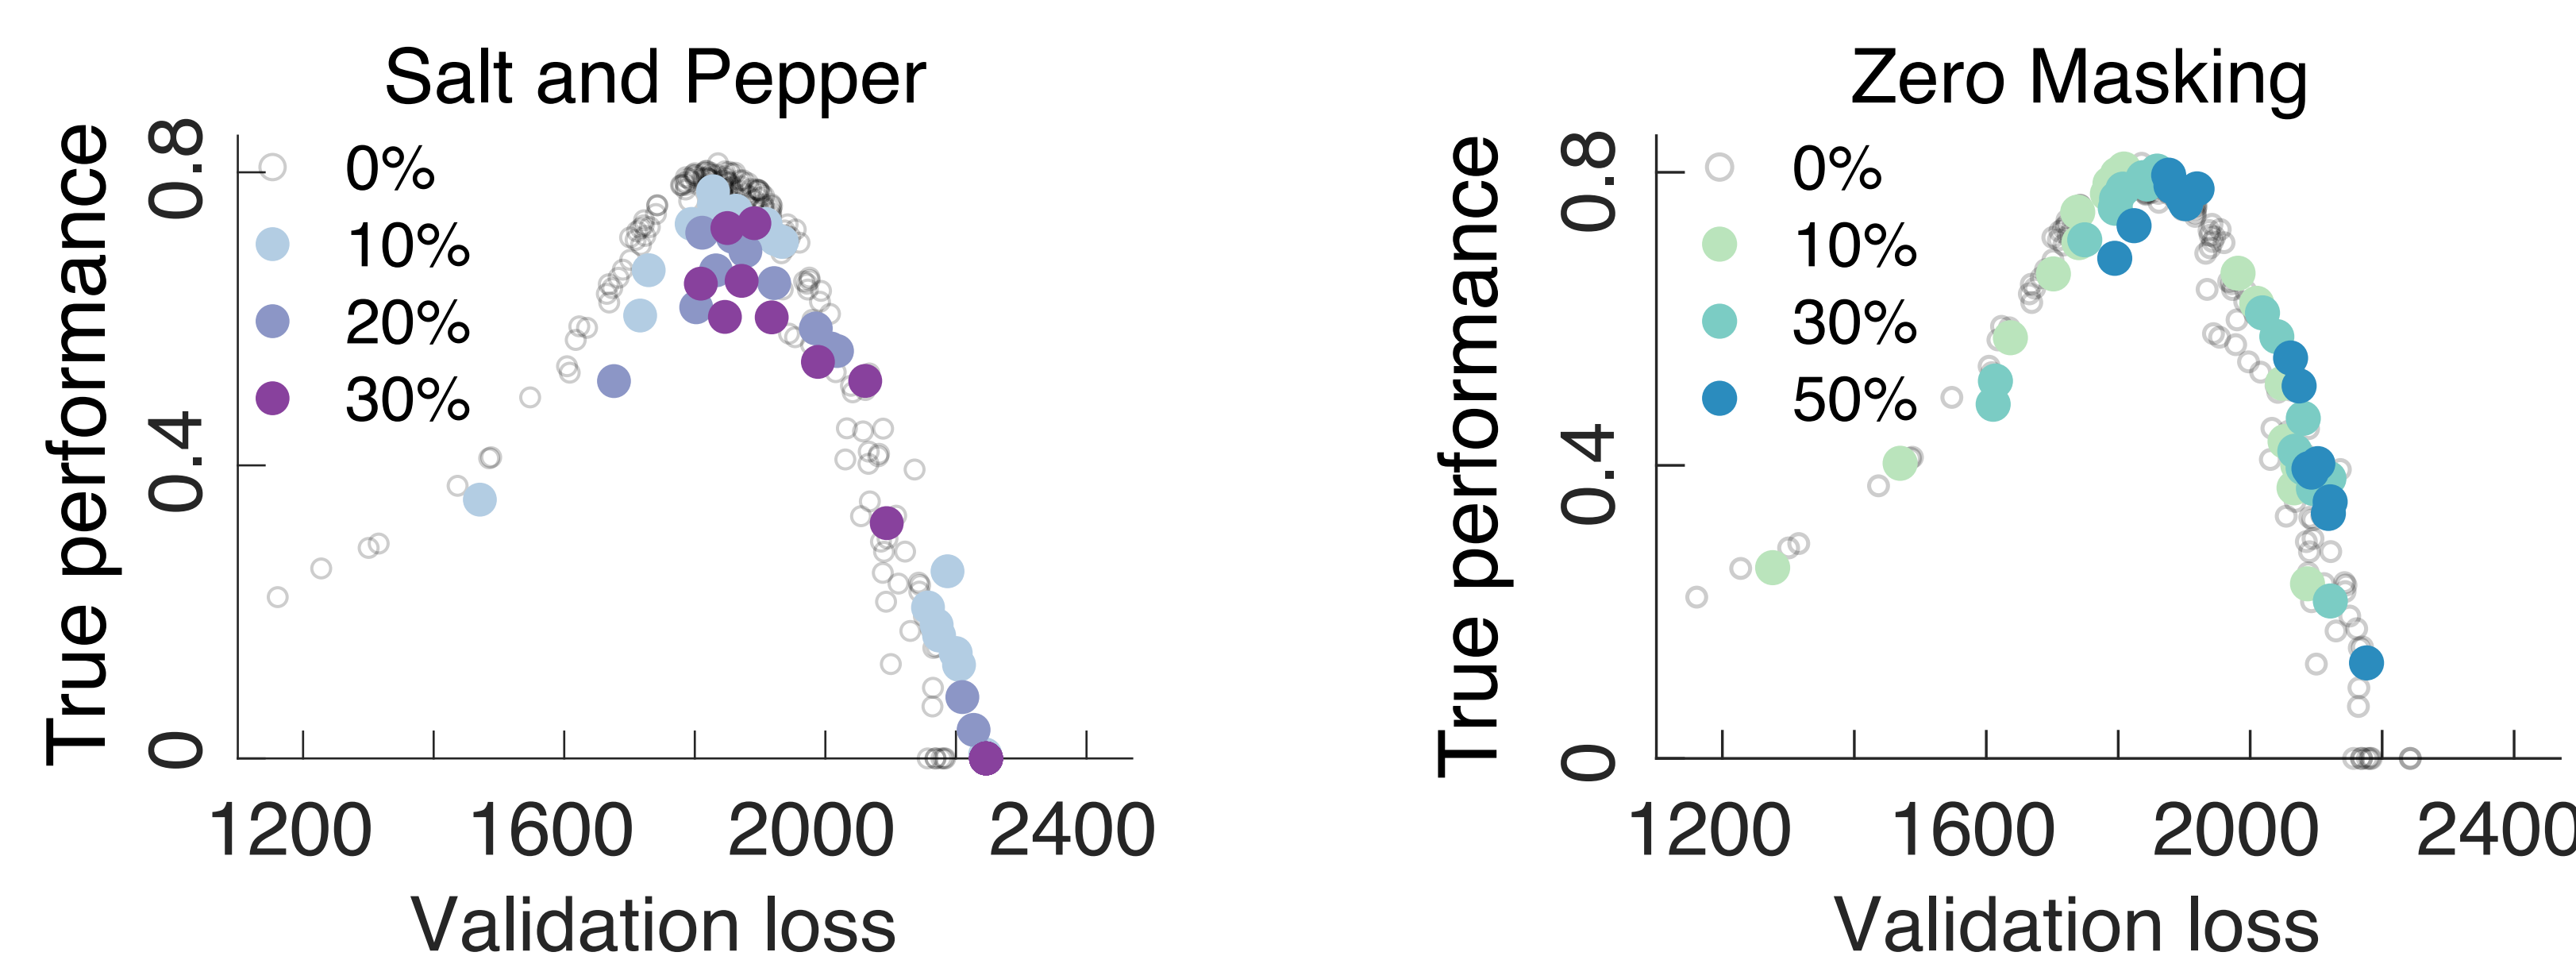 Salt and Pepper
True performance
0.8
0.4
0
0%
10%
20%
30%
1200 1600 2000 2400
Validation loss
Zero Masking
True performance
0.8
0.4
0
0%
10%
30%
50%
1200 1600 2000 2400
Validation loss